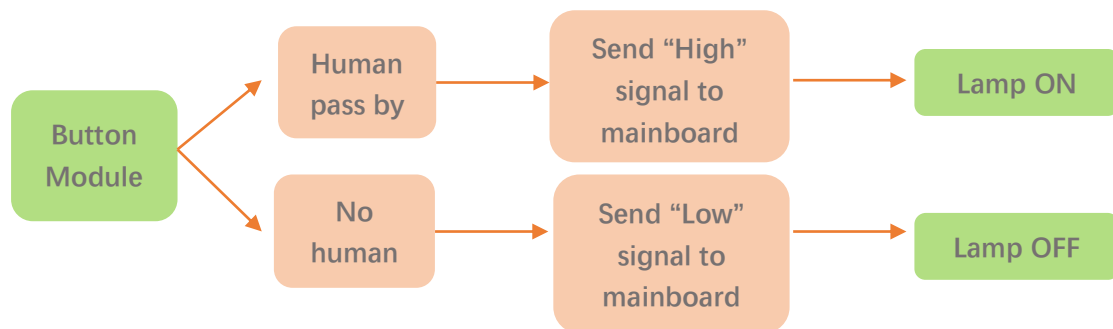 Button
Module
Human
pass by
Send “High”
signal to
mainboard
Lamp ON
No
human
Send “Low”
signal to
mainboard
Lamp OFF